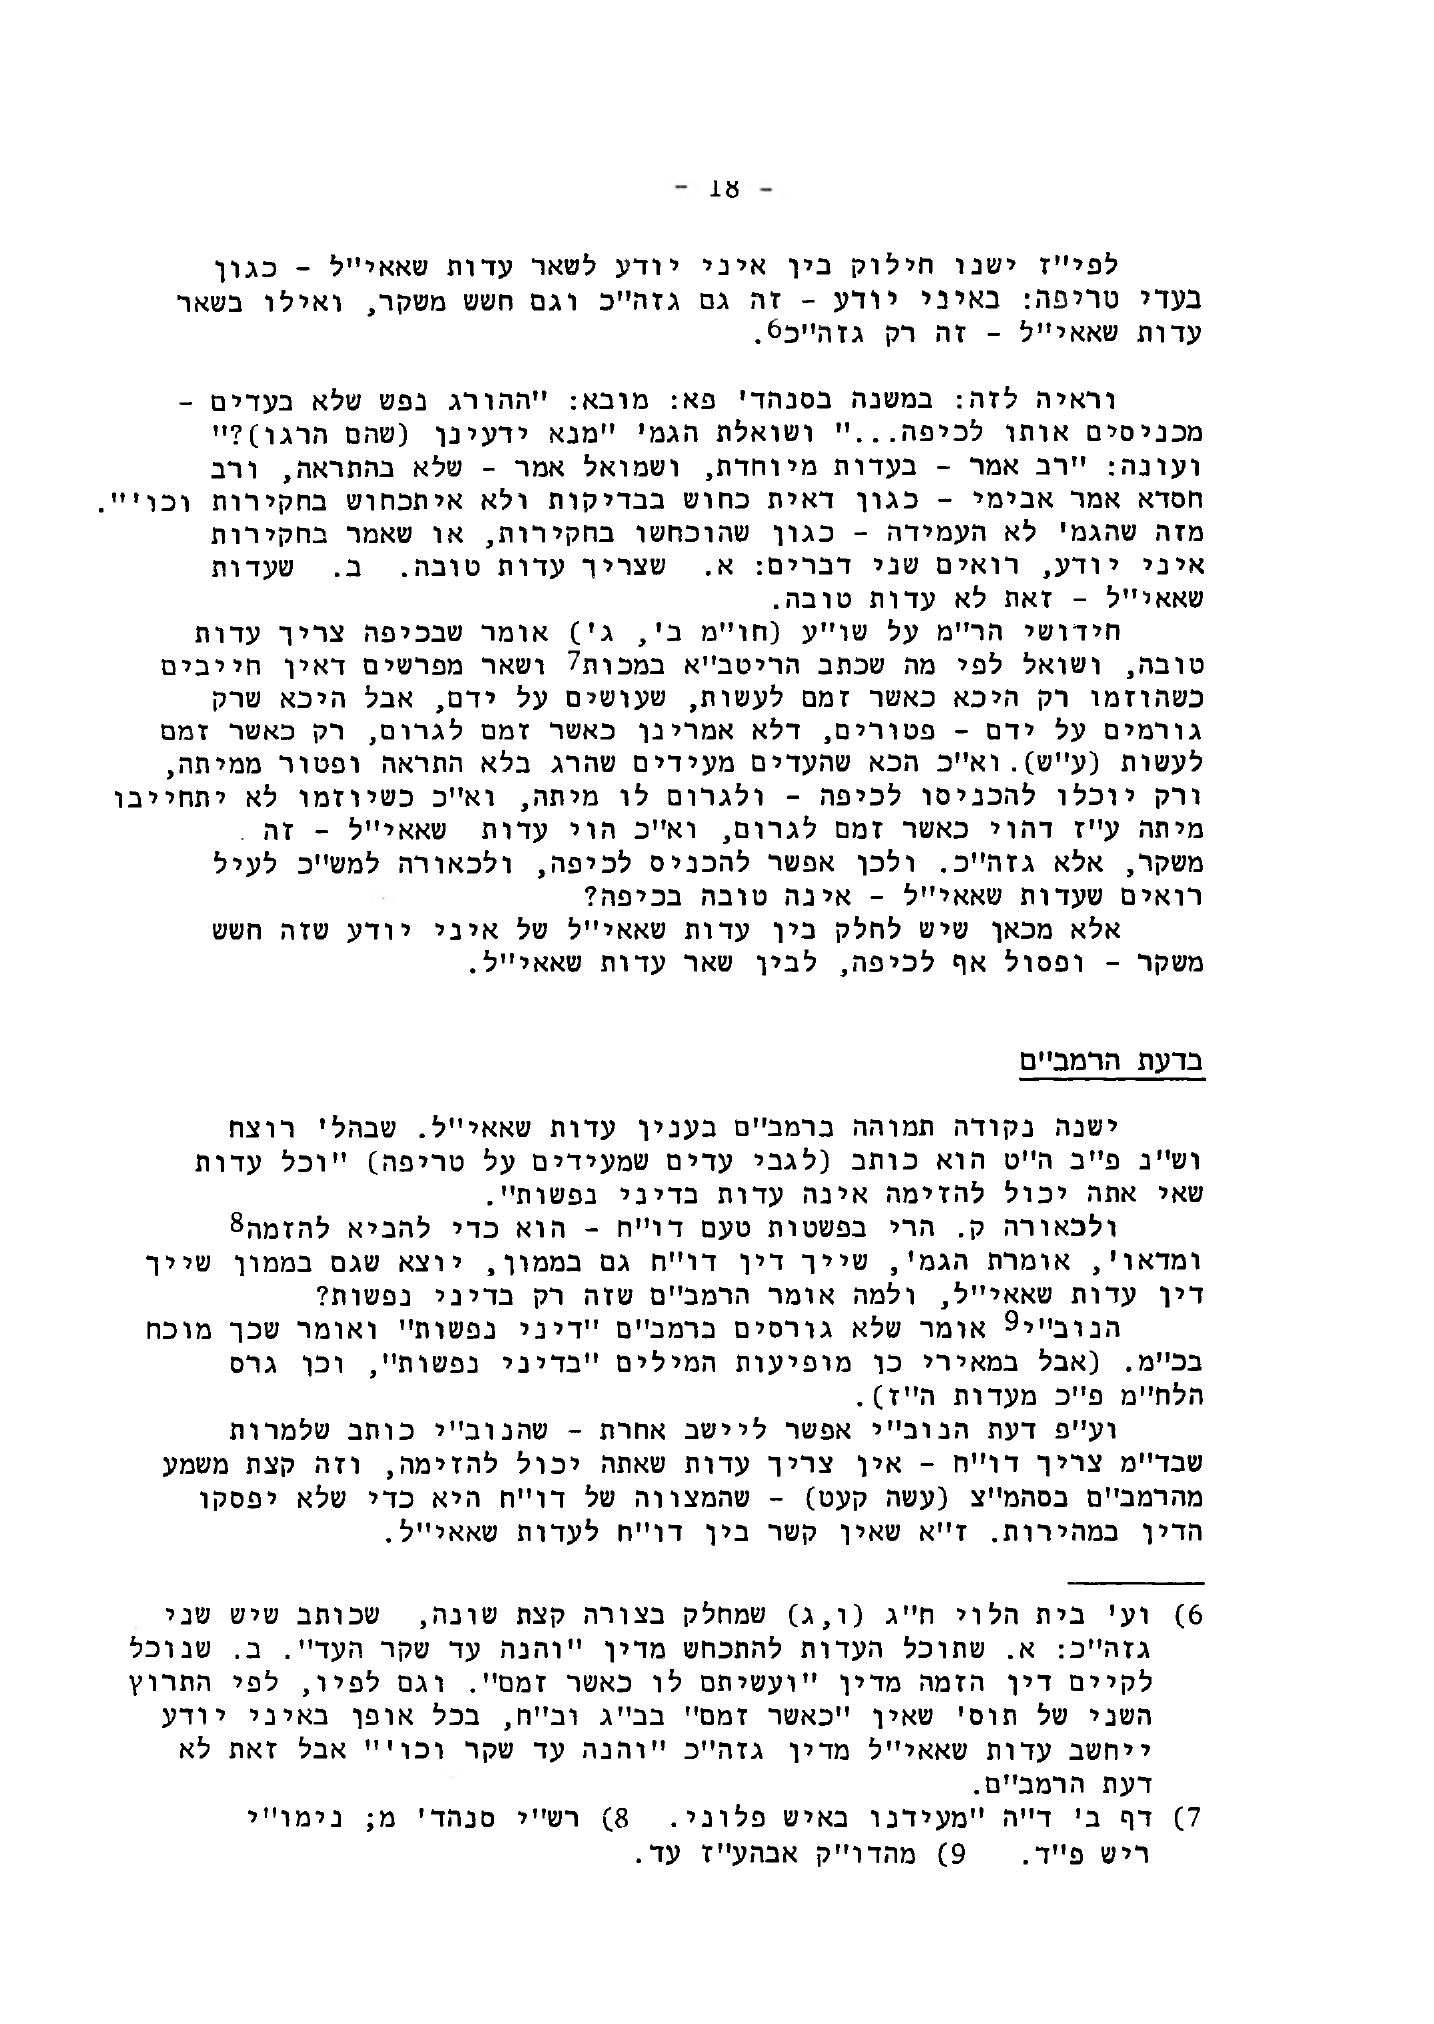 - 18 -
לפי"ז ישנו חילוק בין איני יודע לשאר עדות שאאי"ל - כגון
בעדי טריפה: באיני יודע - זה גם גזה"כ וגם חשש משקר, ואילו בשאר
עדות שאאי"ל - זה רק גזה"כ6.
וראיה לזה: במשנה בסנהד' פא: מובא: "ההורג נפש שלא בעדים -
מכניסים אותו לכיפה..." ושואלת הגמ' "מנא ידעינן (שהם הרגו)?"
ועונה: "רב אמר - בעדות מיוחדת, ושמואל אמר - שלא בהתראה, ורב
חסדא אמר אבימי - כגון דאית כחוש בבדיקות ולא איתכחוש בחקירות וכו'".
מזה שהגמ' לא העמידה - כגון שהוכחשו בחקירות, או שאמר בחקירות
איני יודע, רואים שני דברים: א. שצריך עדות טובה. ב. שעדות
שאאי"ל - זאת לא עדות טובה.
חידושי הר"מ על שו"ע (חו"מ ב', ג') אומר שבכיפה צריך עדות
טובה, ושואל לפי מה שכתב הריטב"א במכות7 ושאר מפרשים דאין חייבים
כשהוזמו רק היכא כאשר זמם לעשות, שעושים על ידם, אבל היכא שרק
גורמים על ידם - פטורים, דלא אמרינן כאשר זמם לגרום, רק כאשר זמם
לעשות (ע"ש). וא"כ הכא שהעדים מעידים שהרג בלא התראה ופטור ממיתה,
ורק יוכלו להכניסו לכיפה - ולגרום לו מיתה, וא"כ כשיוזמו לא יתחייבו
מיתה ע"ז דהוי כאשר זמם לגרום, וא"כ הוי עדות שאאי"ל - זה
משקר, אלא גזה"כ. ולכן אפשר להכניס לכיפה, ולכאורה למש"כ לעיל
רואים שעדות שאאי"ל - אינה טובה בכיפה?
אלא מכאן שיש לחלק בין עדות שאאי"ל של איני יודע שזה חשש
משקר - ופסול אף לכיפה, לבין שאר עדות שאאי"ל.
בדעת הרמב"ם
ישנה נקודה תמוהה ברמב"ם בענין עדות שאאי"ל. שבהל' רוצח
וש"נ פ"ב ה"ט הוא כותב (לגבי עדים שמעידים על טריפה) "וכל עדות
שאי אתה יכול להזימה אינה עדות בדיני נפשות".
ולכאורה ק. הרי בפשטות טעם דו"ח - הוא כדי להביא להזמה8
ומדאו', אומרת הגמ', שייך דין דו"ח גם בממון, יוצא שגם בממון שייך
דין עדות שאאי"ל, ולמה אומר הרמב"ם שזה רק בדיני נפשות?
הנוב"י9 אומר שלא גורסים ברמב"ם "דיני נפשות" ואומר שכך מוכח
בכ"מ. (אבל במאירי כן מופיעות המילים "בדיני נפשות", וכן גרס
הלח"מ פ"כ מעדות ה"ז).
וע"פ דעת הנוב"י אפשר ליישב אחרת - שהנוב"י כותב שלמרות
שבד"מ צריך דו"ח - אין צריך עדות שאתה יכול להזימה, וזה קצת משמע
מהרמב"ם בסהמ"צ (עשה קעט) - שהמצווה של דו"ח היא כדי שלא יפסקו
הדין במהירות. ז"א שאין קשר בין דו"ח לעדות שאאי"ל.
6) וע' בית הלוי ח"ג (ו,ג) שמחלק בצורה קצת שונה, שכותב שיש שני
גזה"כ: א. שתוכל העדות להתכחש מדין "והנה עד שקר העד". ב. שנוכל
לקיים דין הזמה מדין "ועשיתם לו כאשר זמם". וגם לפיו, לפי התרוץ
השני של תוס' שאין "כאשר זמם" בב"ג וב"ח, בכל אופן באיני יודע
ייחשב עדות שאאי"ל מדין גזה"כ "והנה עד שקר וכו'" אבל זאת לא
דעת הרמב"ם.
7) דף ב' ד"ה "מעידנו באיש פלוני. 8) רש"י סנהד' מ; נימו"י
ריש פ"ד. 9) מהדו"ק אבהע"ז עד.